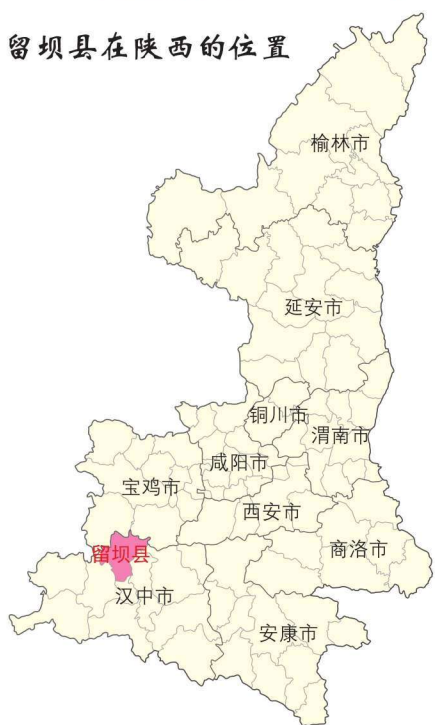 留坝县在陕西的位置
榆林市
延安市
铜川市
渭南市
咸阳市
宝鸡市
西安市
商洛市
留坝县
汉中市
安康市